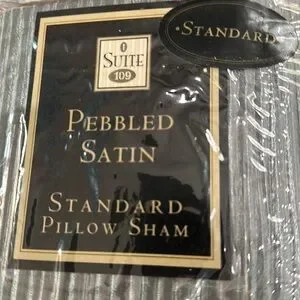 STANDARD
SUITE
109
PEBBLED
SATIN
STANDARD
PILLOW SHAM